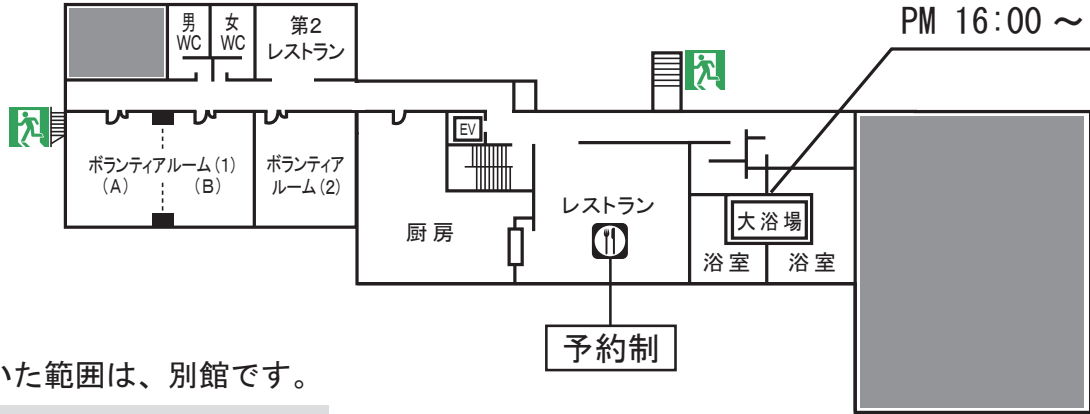 PM 16:00 ～
男
WC
女
WC
第2
レストラン
EV
ボランティアルーム(1)
(A)
(B)
ボランティア
ルーム(2)
厨房
レストラン
大浴場
浴室
浴室
予約制
いた範囲は、別館です。